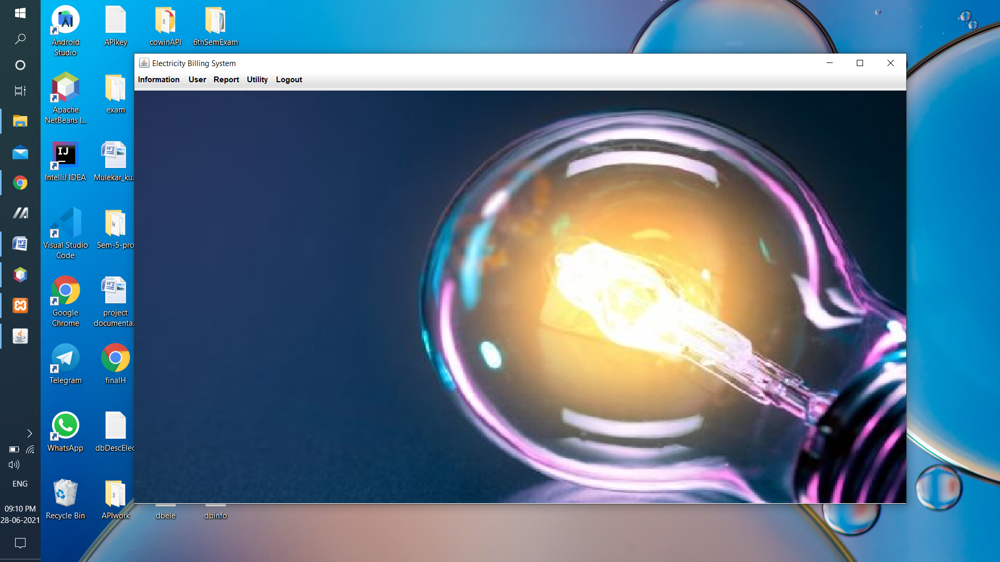 Android
Studio
APIkey
cowinAPI
6thSemExam
Electricity Billing System
Information User Report Utility Logout
Apache
NetBeans I...
exam
IJ
IntelliJ IDEA
Mulekar_ku.
Visual Studio
Code
Sem-5-pro
Google
Chrome
project
documenta.
Telegram
finalH
WhatsApp
dbDescElec
Recycle Bin
APIwork
dbele
dbinfo
ENG
09:10 PM
28-06-2021